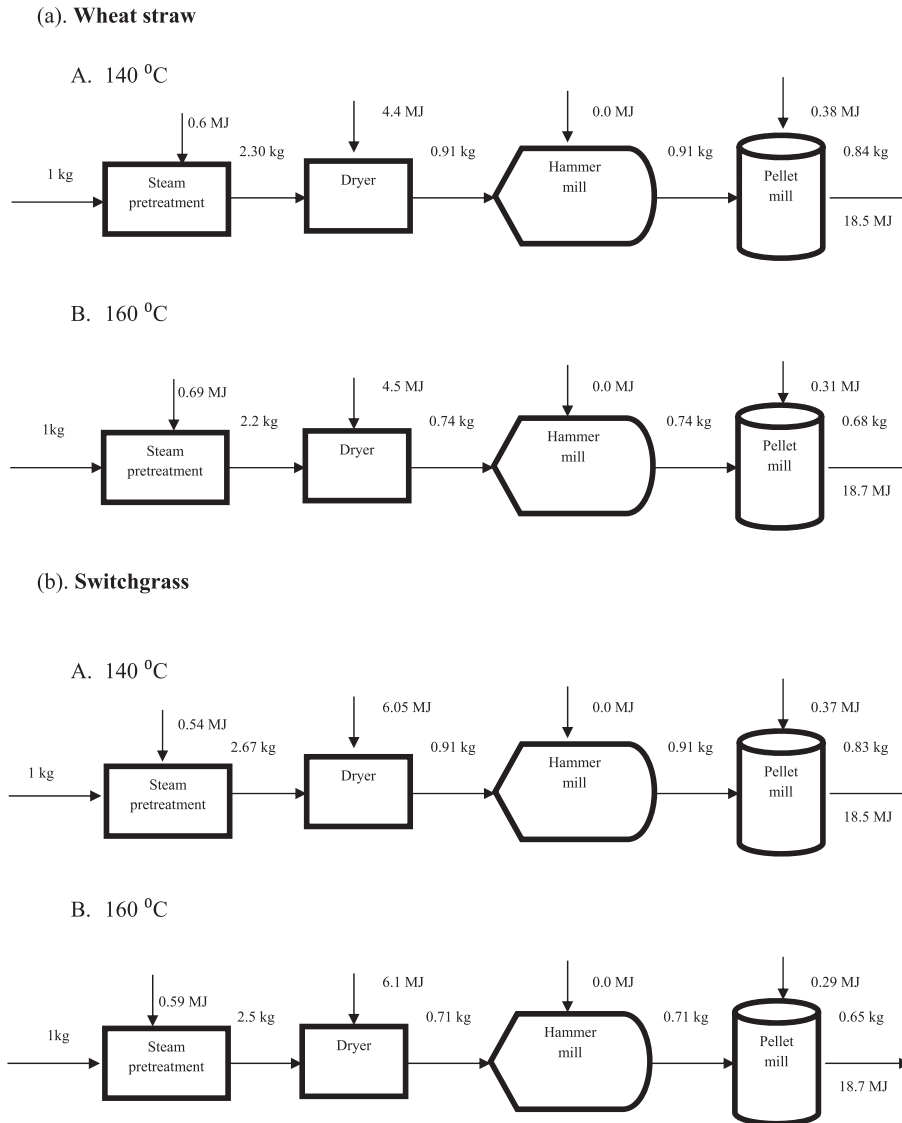 (a). Wheat straw
A. 140 ⁰C
0.6 MJ
4.4 MJ
0.0 MJ
0.38 MJ
1 kg
Steam
pretreatment
2.30 kg
Dryer
0.91 kg
Hammer
mill
0.91 kg
Pellet
mill
0.84 kg
18.5 MJ
B. 160 ⁰C
0.69 MJ
4.5 MJ
0.0 MJ
0.31 MJ
1kg
Steam
pretreatment
2.2 kg
Dryer
0.74 kg
Hammer
mill
0.74 kg
Pellet
mill
0.68 kg
18.7 MJ
(b). Switchgrass
A. 140 ⁰C
0.54 MJ
6.05 MJ
0.0 MJ
0.37 MJ
1 kg
Steam
pretreatment
2.67 kg
Dryer
0.91 kg
Hammer
mill
0.91 kg
Pellet
mill
0.83 kg
18.5 MJ
B. 160 ⁰C
0.59 MJ
6.1 MJ
0.0 MJ
0.29 MJ
1kg
Steam
pretreatment
2.5 kg
Dryer
0.71 kg
Hammer
mill
0.71 kg
Pellet
mill
0.65 kg
18.7 MJ